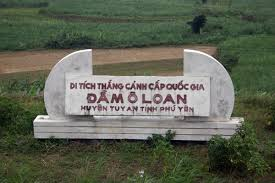 DI TÍCH THẮNG CẢNH CẤP QUỐC GIA
ĐẦM Ô LOAN
HUYỆN TUY AN TỈNH PHÚ YÊN